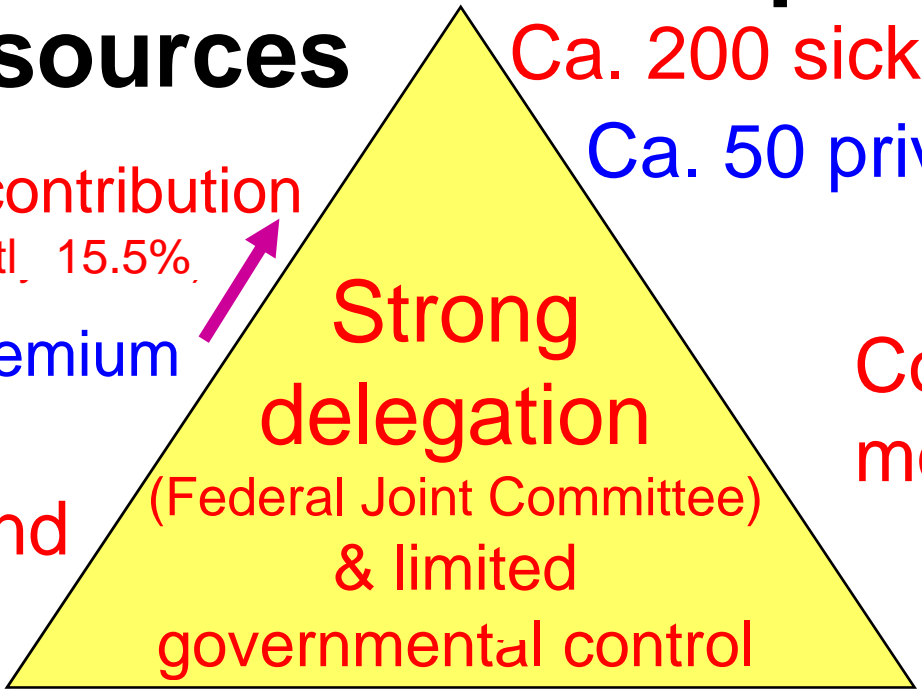 sources
Ca. 200 sick
Ca. 50 priv
contribution
15.5%
emium
Strong
delegation
(Federal Joint Committee)
& limited
governmental control
Co
me
nd